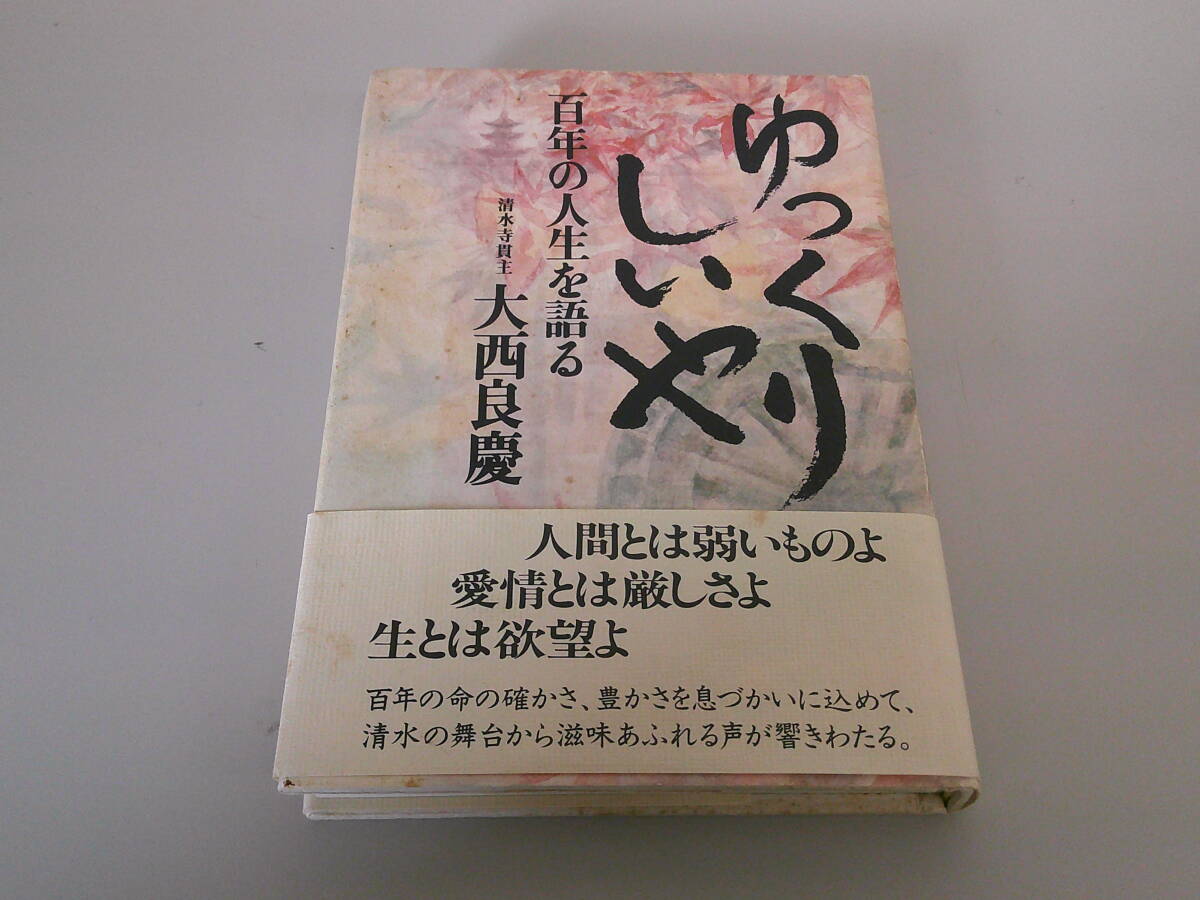 ゆっくり
しいや
百年の人生を語る
清水寺貫主 大西良慶
人間とは弱いものよ
愛情とは厳しさよ
生とは欲望よ
百年の命の確かさ、豊かさを息づかいに込めて、
清水の舞台から滋味あふれる声が響きわたる。